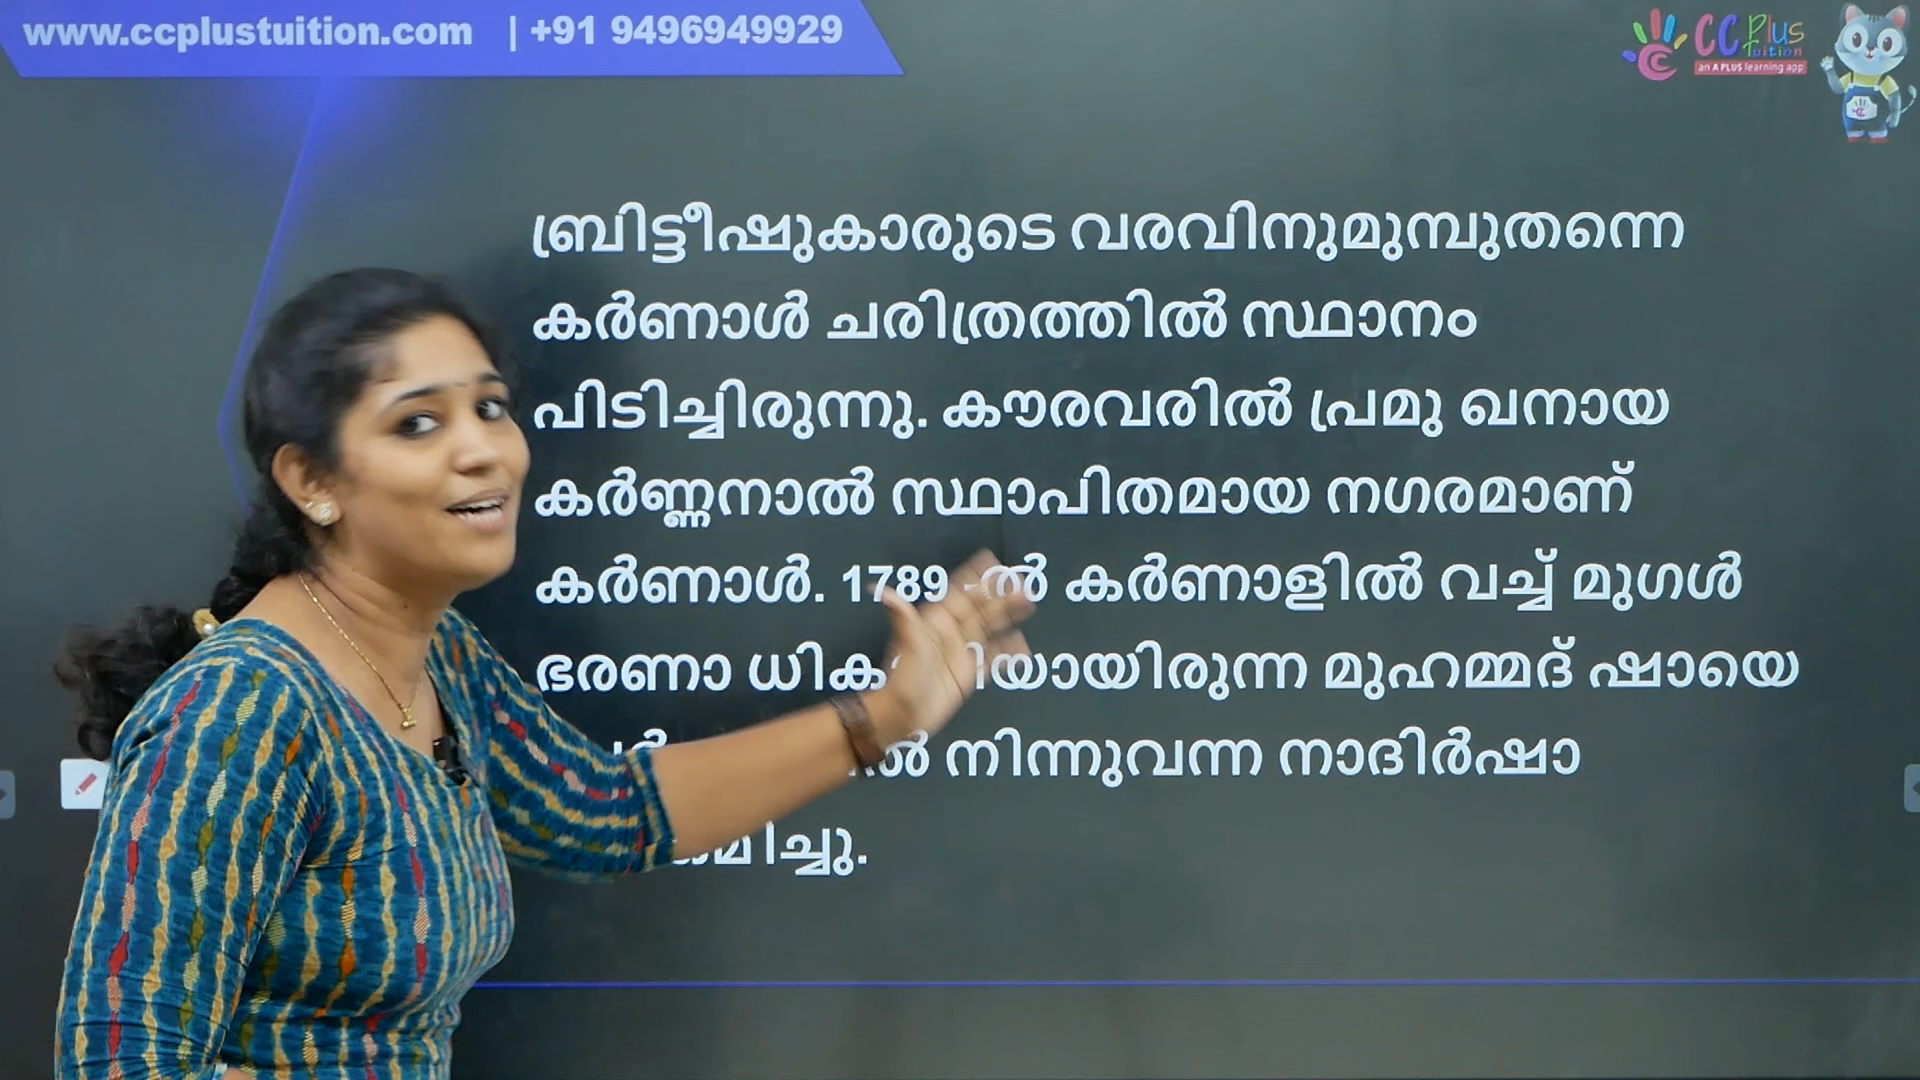 www.ccplustuition.com | +91 9496949929
CC Plus
Tuition
an A PLUS learning app
ബ്രിട്ടീഷുകാരുടെ വരവിനുമുമ്പുതന്നെ
കർണാൾ ചരിത്രത്തിൽ സ്ഥാനം
പിടിച്ചിരുന്നു. കൗരവരിൽ പ്രമു ഖനായ
കർണ്ണനാൽ സ്ഥാപിതമായ നഗരമാണ്
കർണാൾ. 1789 -ൽ കർണാളിൽ വച്ച് മുഗൾ
ഭരണാ മുഹമ്മദ് ഷായെ
നിന്നുവന്ന നാദിർഷാ